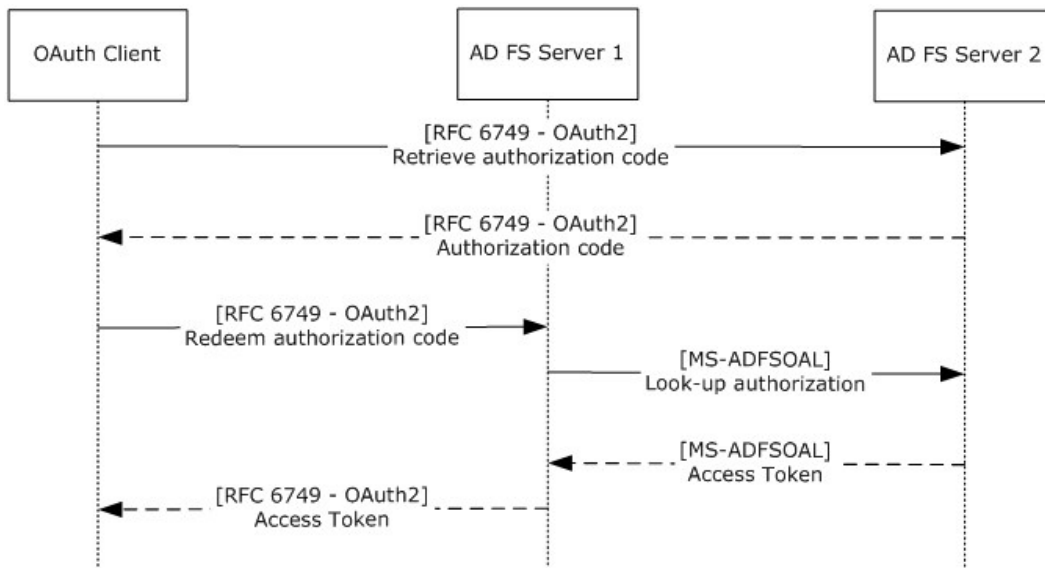 OAuth Client
AD FS Server 1
AD FS Server 2
[RFC 6749 - OAuth2]
Retrieve authorization code
[RFC 6749 - OAuth2]
Authorization code
[RFC 6749 - OAuth2]
Redeem authorization code
[MS-ADFSOAL]
Look-up authorization
[MS-ADFSOAL]
Access Token
[RFC 6749 - OAuth2]
Access Token